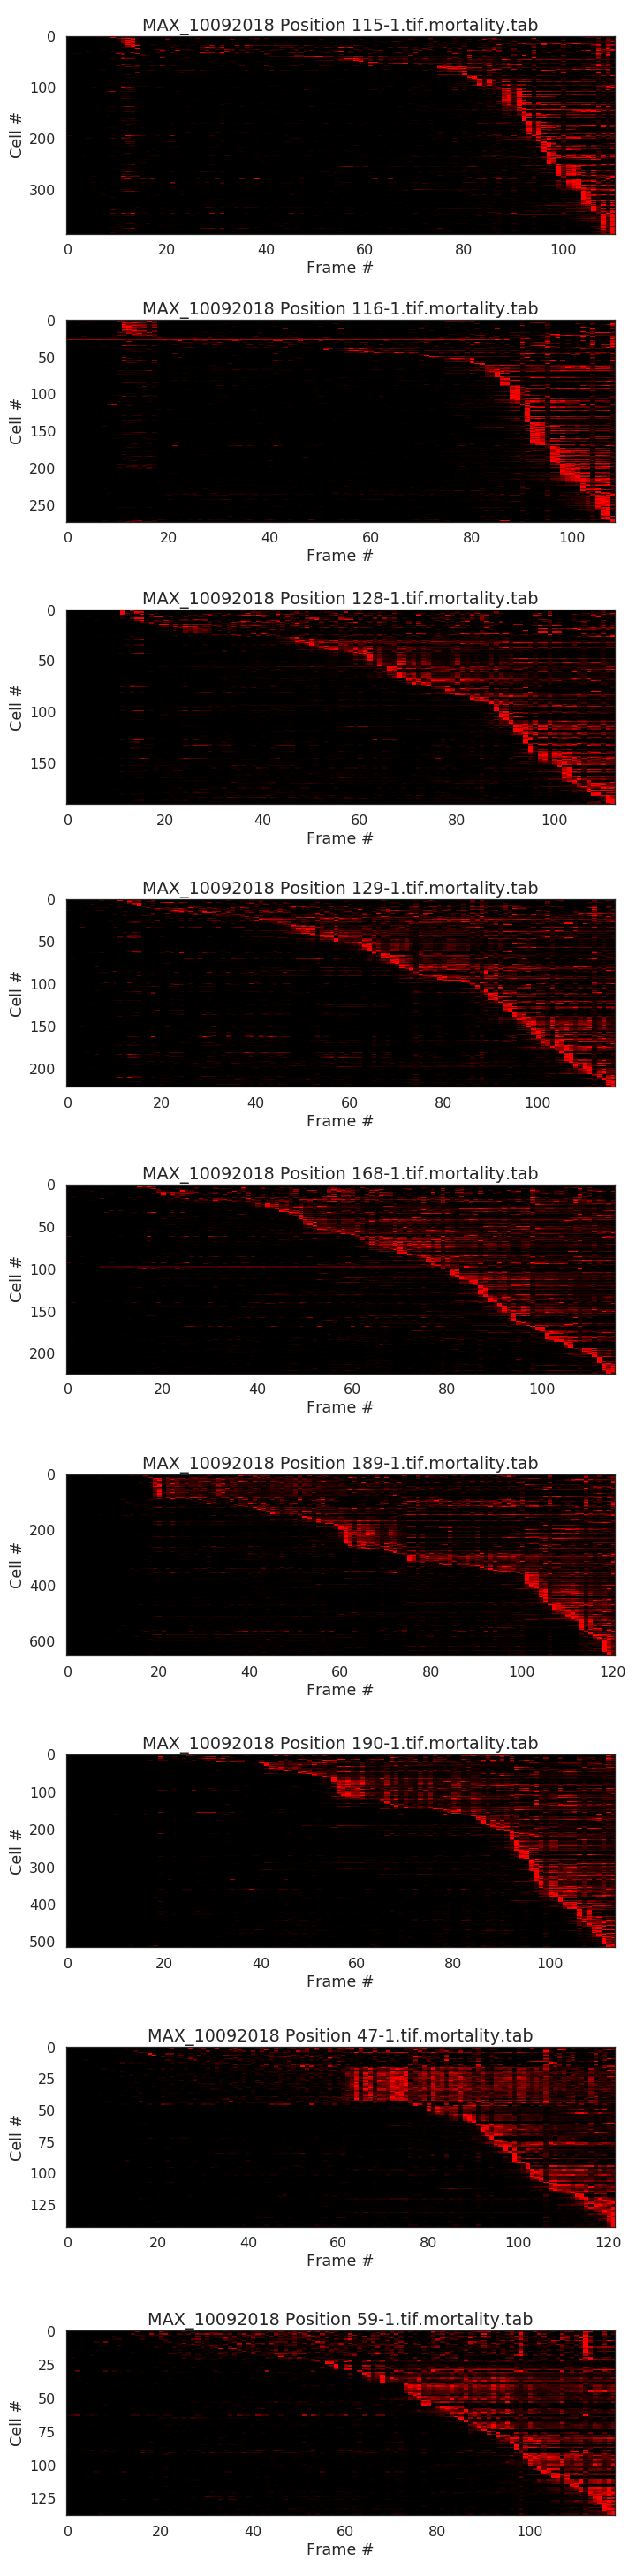 MAX_10092018 Position 115-1.tif.mortality.tab
0
100
200
300
Cell #
0 20 40 60 80 100
Frame #
MAX_10092018 Position 116-1.tif.mortality.tab
0
50
100
150
200
250
Cell #
0 20 40 60 80 100
Frame #
MAX_10092018 Position 128-1.tif.mortality.tab
0
50
100
150
Cell #
0 20 40 60 80 100
Frame #
MAX_10092018 Position 129-1.tif.mortality.tab
0
50
100
150
200
Cell #
0 20 40 60 80 100
Frame #
MAX_10092018 Position 168-1.tif.mortality.tab
0
50
100
150
200
Cell #
0 20 40 60 80 100
Frame #
MAX_10092018 Position 189-1.tif.mortality.tab
0
200
400
600
Cell #
0 20 40 60 80 100 120
Frame #
MAX_10092018 Position 190-1.tif.mortality.tab
0
100
200
300
400
500
Cell #
0 20 40 60 80 100
Frame #
MAX_10092018 Position 47-1.tif.mortality.tab
0
25
50
75
100
125
Cell #
0 20 40 60 80 100 120
Frame #
MAX_10092018 Position 59-1.tif.mortality.tab
0
25
50
75
100
125
Cell #
0 20 40 60 80 100
Frame #